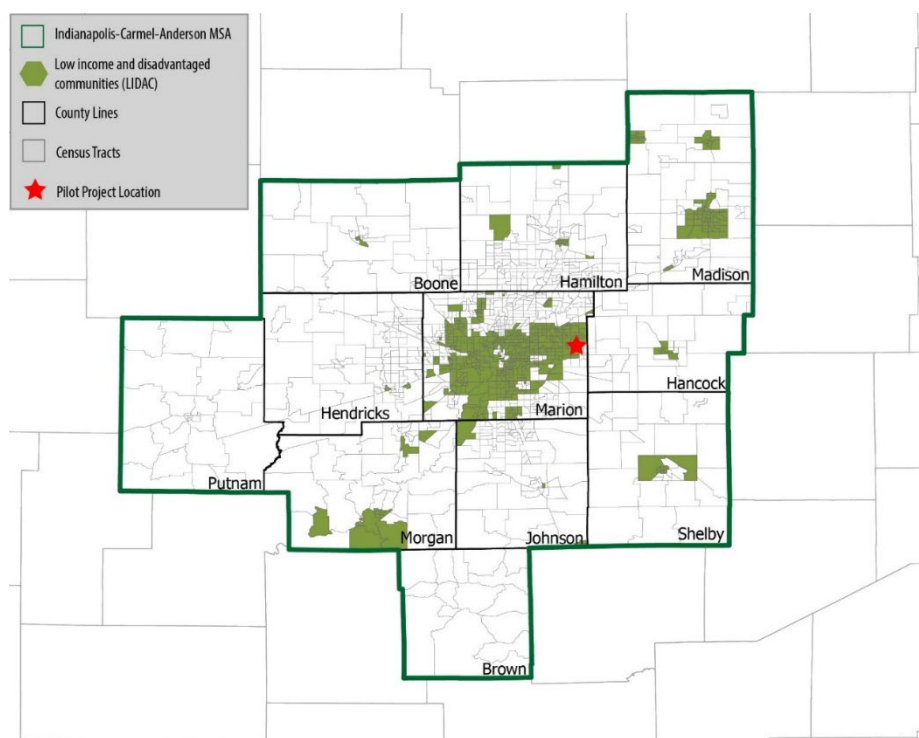 Indianapolis-Carmel-Anderson MSA
Low income and disadvantaged
communities (LIDAC)
County Lines
Census Tracts
Pilot Project Location
Boone
Hamilton
Madison
Hendricks
Marion
Hancock
Putnam
Morgan
Johnson
Shelby
Brown